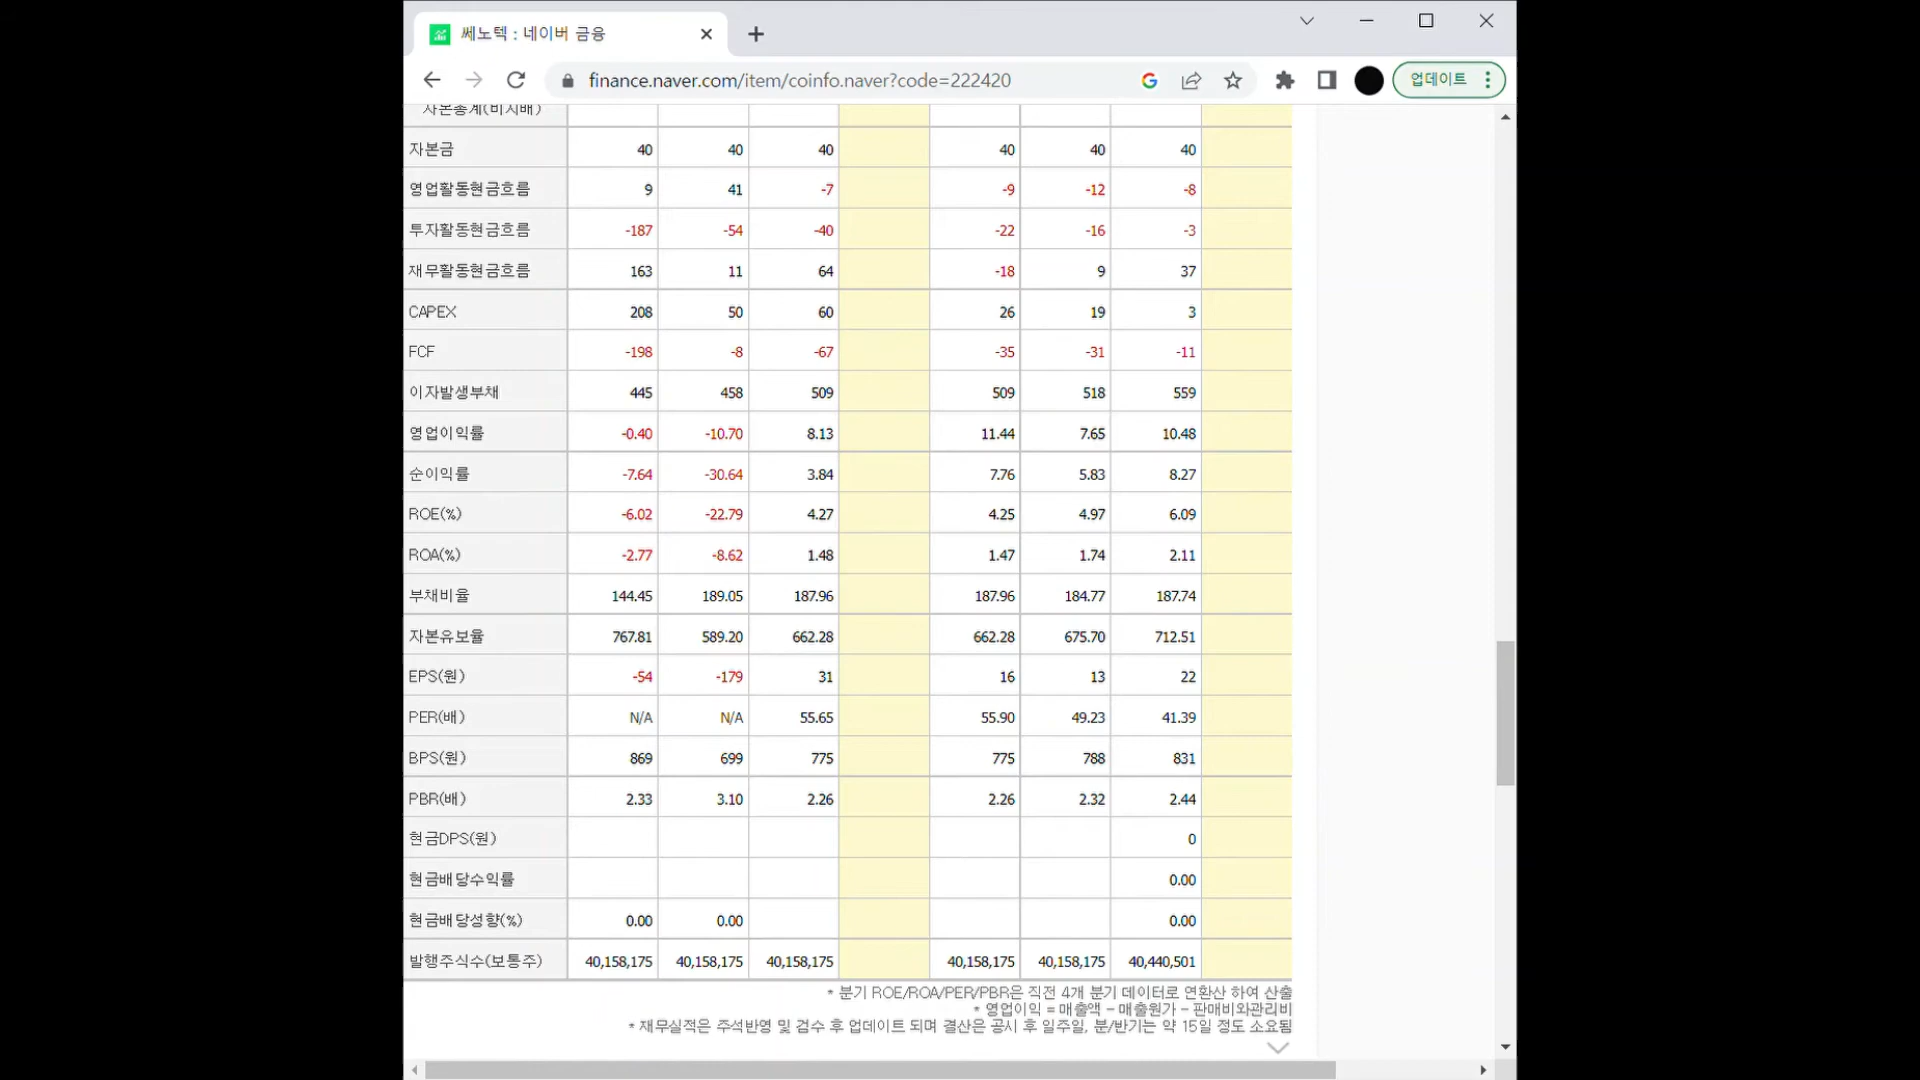 쎄노텍 : 네이버 금융
finance.naver.com/item/coinfo.naver?code=222420
업데이트
자본총계(비지배)
자본금 40 40 40 40 40 40
영업활동현금흐름 9 41 -7 -9 -12 -8
투자활동현금흐름 -187 -54 -40 -22 -16 -3
재무활동현금흐름 163 11 64 -18 9 37
CAPEX 208 50 60 26 19 3
FCF -198 -8 -67 -35 -31 -11
이자발생부채 445 458 509 509 518 559
영업이익률 -0.40 -10.70 8.13 11.44 7.65 10.48
순이익률 -7.64 -30.64 3.84 7.76 5.83 8.27
ROE(%) -6.02 -22.79 4.27 4.25 4.97 6.09
ROA(%) -2.77 -8.62 1.48 1.47 1.74 2.11
부채비율 144.45 189.05 187.96 187.96 184.77 187.74
자본유보율 767.81 589.20 662.28 662.28 675.70 712.51
EPS(원) -54 -179 31 16 13 22
PER(배) N/A N/A 55.65 55.90 49.23 41.39
BPS(원) 869 699 775 775 788 831
PBR(배) 2.33 3.10 2.26 2.26 2.32 2.44
현금DPS(원) 0
현금배당수익률 0.00
현금배당성향(%) 0.00 0.00 0.00
발행주식수(보통주) 40,158,175 40,158,175 40,158,175 40,158,175 40,158,175 40,440,501
* 분기 ROE/ROA/PER/PBR은 직전 4개 분기 데이터로 연환산 하여 산출
* 영업이익 = 매출액 - 매출원가 - 판매비와관리비
* 재무실적은 주석반영 및 검수 후 업데이트 되며 결산은 공시 후 일주일, 분/반기는 약 15일 정도 소요됨